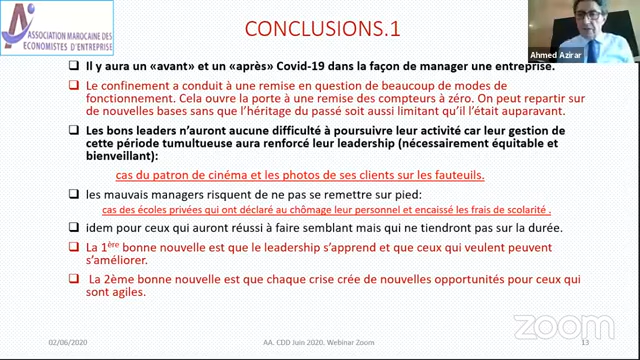 ASSOCIATION MAROCAINE DES
ECONOMISTES D'ENTREPRISE
CONCLUSIONS.1
Ahmed Azirar
❑ Il y aura un «avant» et un «après» Covid-19 dans la façon de manager une entreprise.
❑ Le confinement a conduit à une remise en question de beaucoup de modes de
fonctionnement. Cela ouvre la porte à une remise des compteurs à zéro. On peut repartir sur
de nouvelles bases sans que l'héritage du passé soit aussi limitant qu'il l'était auparavant.
❑ Les bons leaders n'auront aucune difficulté à poursuivre leur activité car leur gestion de
cette période tumultueuse aura renforcé leur leadership (nécessairement équitable et
bienveillant):
cas du patron de cinéma et les photos de ses clients sur les fauteuils.
❑ les mauvais managers risquent de ne pas se remettre sur pied:
cas des écoles privées qui ont déclaré au chômage leur personnel et encaissé les frais de scolarité .
❑ idem pour ceux qui auront réussi à faire semblant mais qui ne tiendront pas sur la durée.
❑ La 1ère bonne nouvelle est que le leadership s'apprend et que ceux qui veulent peuvent
s'améliorer.
❑ La 2ème bonne nouvelle est que chaque crise crée de nouvelles opportunités pour ceux qui
sont agiles.
02/06/2020
AA. CDD Juin 2020. Webinar Zoom
13
zoom